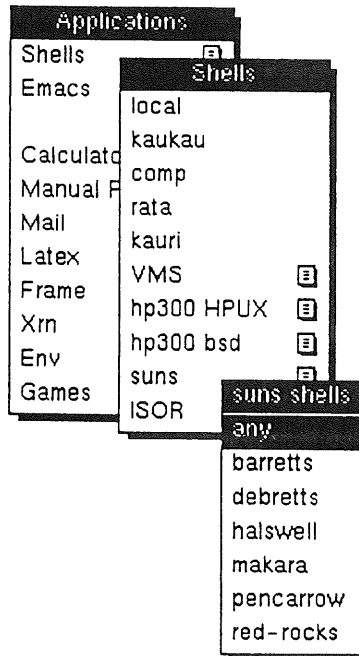 Applications
Shells
Emacs
Manual
Mail
Latex
Frame
Xrn
Env
Games
Shells
local
kaukau
comp
rata
kauri
VMS
hp300 HPUX
hp300 bsd
suns
ISOR
suns shells
any
barretts
debretts
halswell
makara
pencarrow
red-rocks